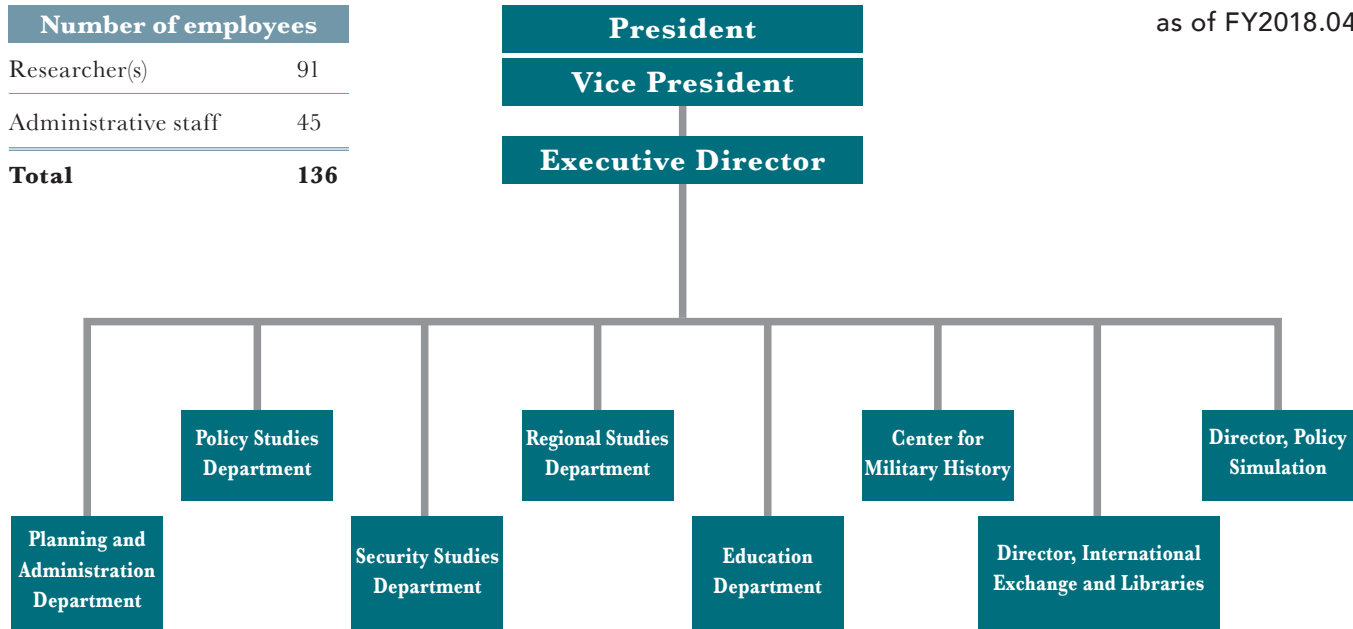 Number of employees
Researcher(s) 91
Administrative staff 45
Total 136
President
Vice President
Executive Director
as of FY2018.04
Policy Studies
Department
Regional Studies
Department
Center for
Military History
Director, Policy
Simulation
Planning and
Administration
Department
Security Studies
Department
Education
Department
Director, International
Exchange and Libraries